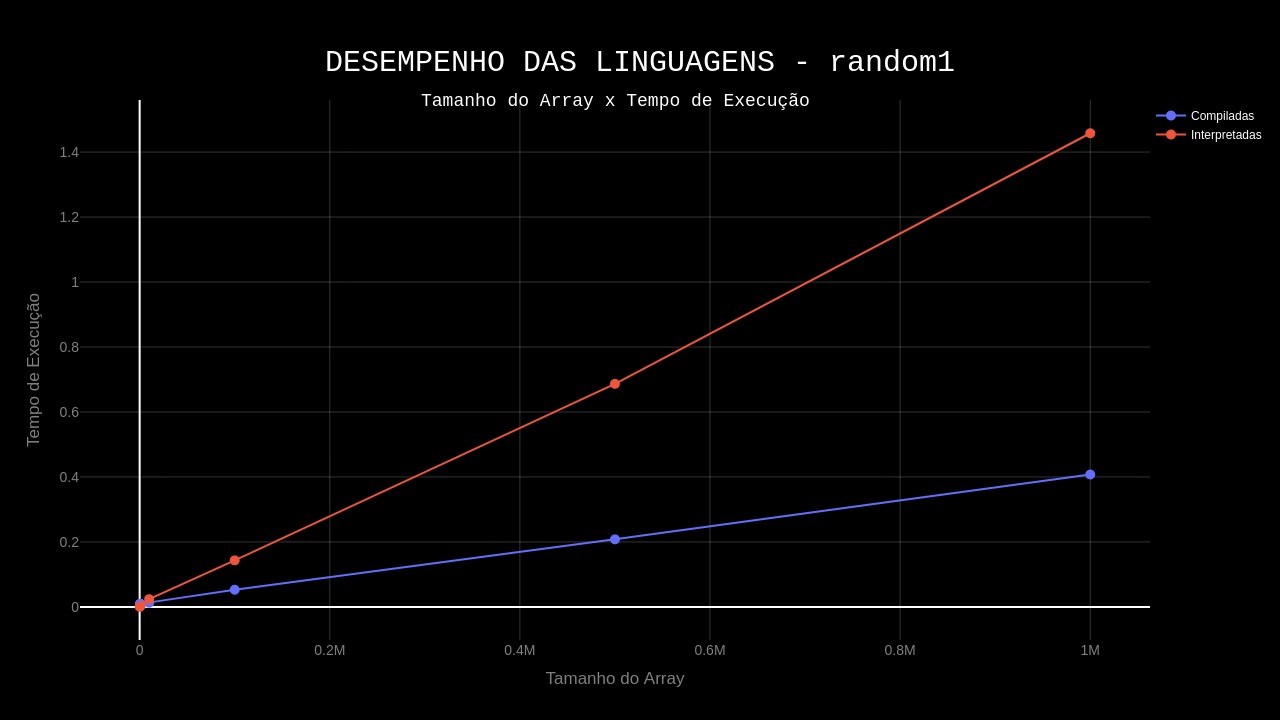 DESEMPENHO DAS LINGUAGENS - random1
Tamanho do Array x Tempo de Execução
Compiladas
Interpretadas
1.4
1.2
1
0.8
0.6
0.4
0.2
0
Tempo de Execução
0 0.2M 0.4M 0.6M 0.8M 1M
Tamanho do Array